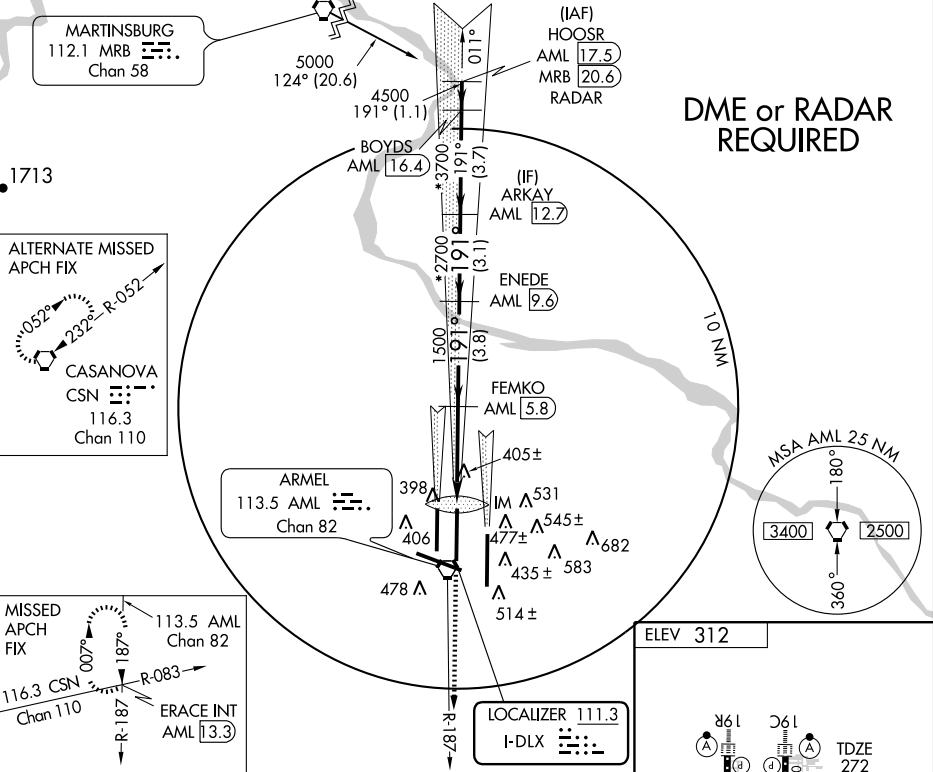 MARTINSBURG
112.1 MRB
Chan 58
5000
124° (20.6)
011°
(IAF)
HOOSR
AML 17.5
MRB 20.6
RADAR
4500
191° (1.1)
DME or RADAR
REQUIRED
BOYDS
AML 16.4
*3700
191°
(3.7)
1713
(IF)
ARKAY
AML 12.7
ALTERNATE MISSED
APCH FIX
052°
232°
R-052
CASANOVA
CSN
116.3
Chan 110
*2700
191°
(3.1)
ENEDE
AML 9.6
10 NM
1500
191°
(3.8)
FEMKO
AML 5.8
405±
ARMEL
113.5 AML
Chan 82
398
406
478
IM
531
477±
545±
682
435±
583
514±
MSA AML 25 NM
180°
3400
2500
360°
MISSED
APCH
FIX
007°
187°
113.5 AML
Chan 82
116.3 CSN
Chan 110
R-083
R-187
ERACE INT
AML 13.3
R-187
LOCALIZER 111.3
I-DLX
ELEV 312
19R
19C
A
A
P
P
TDZE
272